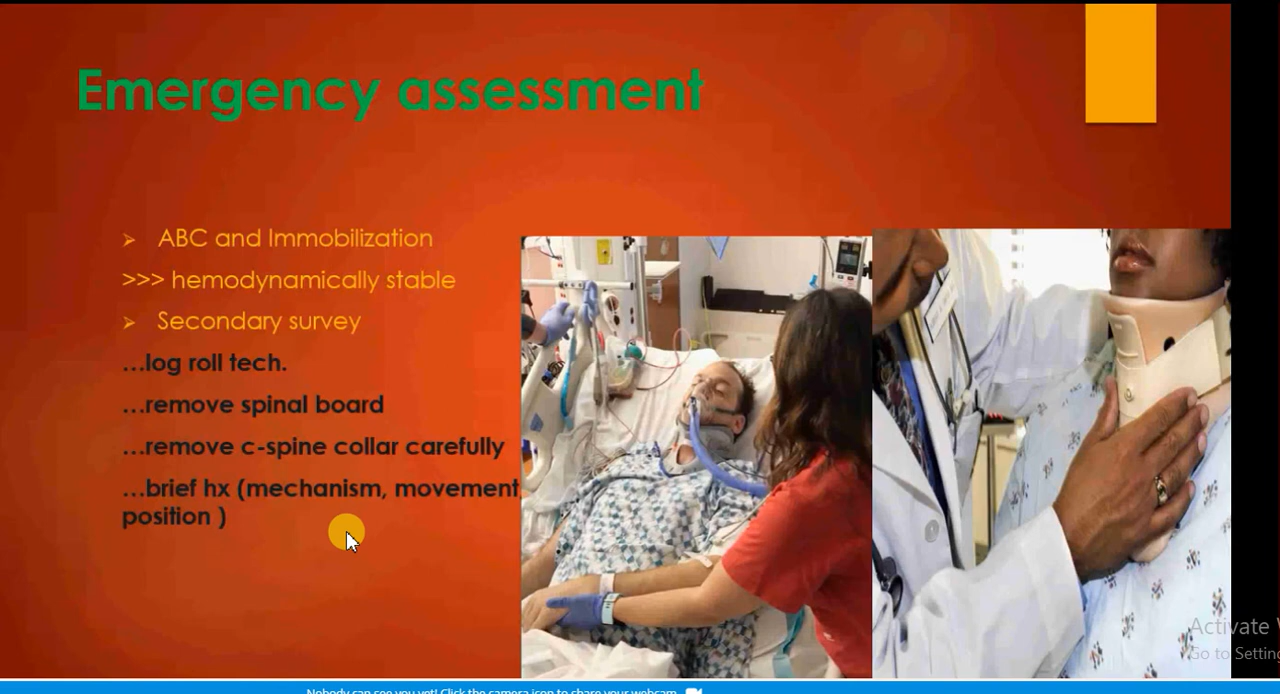 Emergency assessment
➢ ABC and Immobilization
>>> hemodynamically stable
➢ Secondary survey
…log roll tech.
…remove spinal board
…remove c-spine collar carefully
…brief hx (mechanism, movement
position )
Activate
Go to Settin
Nobody can see you yet! Click the camera icon to share your webcam.